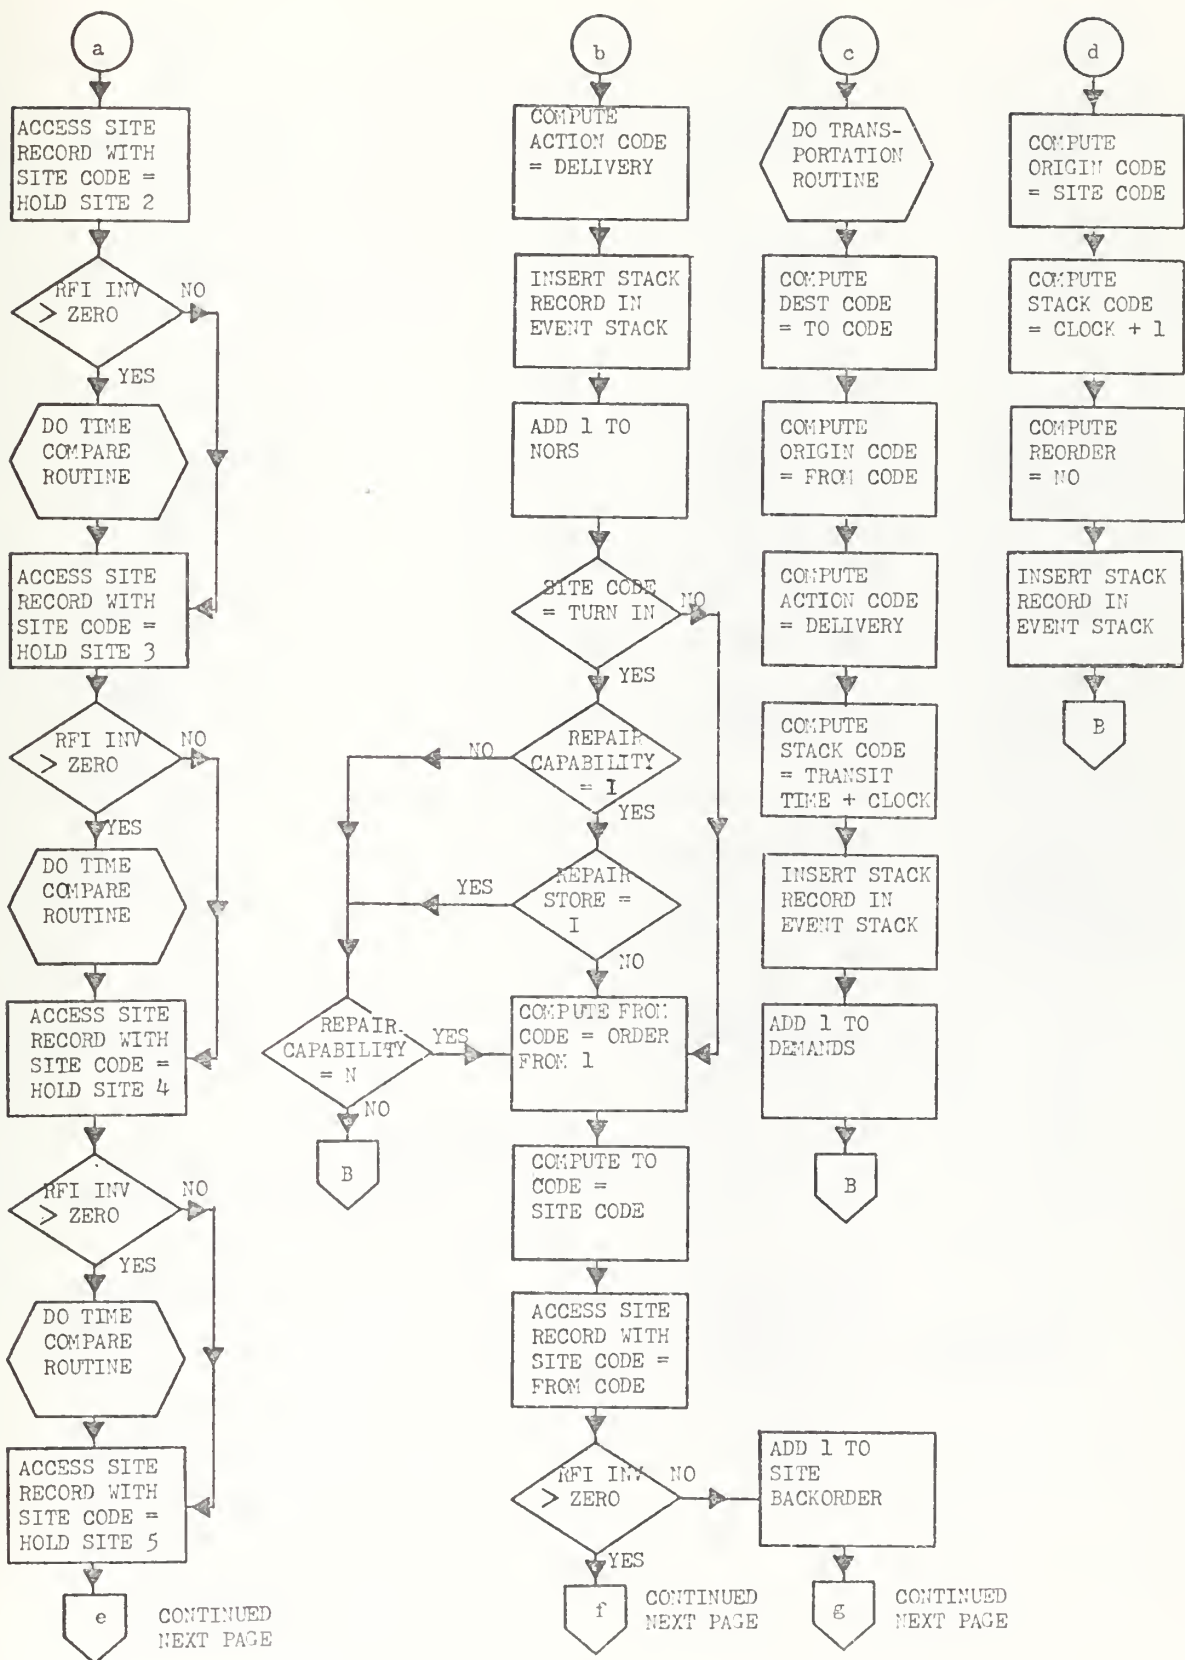 a
ACCESS SITE
RECORD WITH
SITE CODE =
HOLD SITE 2
RFI INV
> ZERO
NO
YES
DO TIME
COMPARE
ROUTINE
ACCESS SITE
RECORD WITH
SITE CODE =
HOLD SITE 3
RFI INV
> ZERO
NO
YES
DO TIME
COMPARE
ROUTINE
ACCESS SITE
RECORD WITH
SITE CODE =
HOLD SITE 4
RFI INV
> ZERO
NO
YES
DO TIME
COMPARE
ROUTINE
ACCESS SITE
RECORD WITH
SITE CODE =
HOLD SITE 5
e
CONTINUED
NEXT PAGE
b
COMPUTE
ACTION CODE
= DELIVERY
INSERT STACK
RECORD IN
EVENT STACK
ADD 1 TO
NORS
SITE CODE
= TURN IN
NO
YES
REPAIR
CAPABILITY
= I
NO
YES
REPAIR
STORE =
I
YES
NO
REPAIR
CAPABILITY
= N
YES
NO
B
COMPUTE FROM
CODE = ORDER
FROM 1
COMPUTE TO
CODE =
SITE CODE
ACCESS SITE
RECORD WITH
SITE CODE =
FROM CODE
RFI INV
> ZERO
NO
YES
f
CONTINUED
NEXT PAGE
ADD 1 TO
SITE
BACKORDER
g
CONTINUED
NEXT PAGE
c
DO TRANS-
PORTATION
ROUTINE
COMPUTE
DEST CODE
= TO CODE
COMPUTE
ORIGIN CODE
= FROM CODE
COMPUTE
ACTION CODE
= DELIVERY
COMPUTE
STACK CODE
= TRANSIT
TIME + CLOCK
INSERT STACK
RECORD IN
EVENT STACK
ADD 1 TO
DEMANDS
B
d
COMPUTE
ORIGIN CODE
= SITE CODE
COMPUTE
STACK CODE
= CLOCK + 1
COMPUTE
REORDER
= NO
INSERT STACK
RECORD IN
EVENT STACK
B